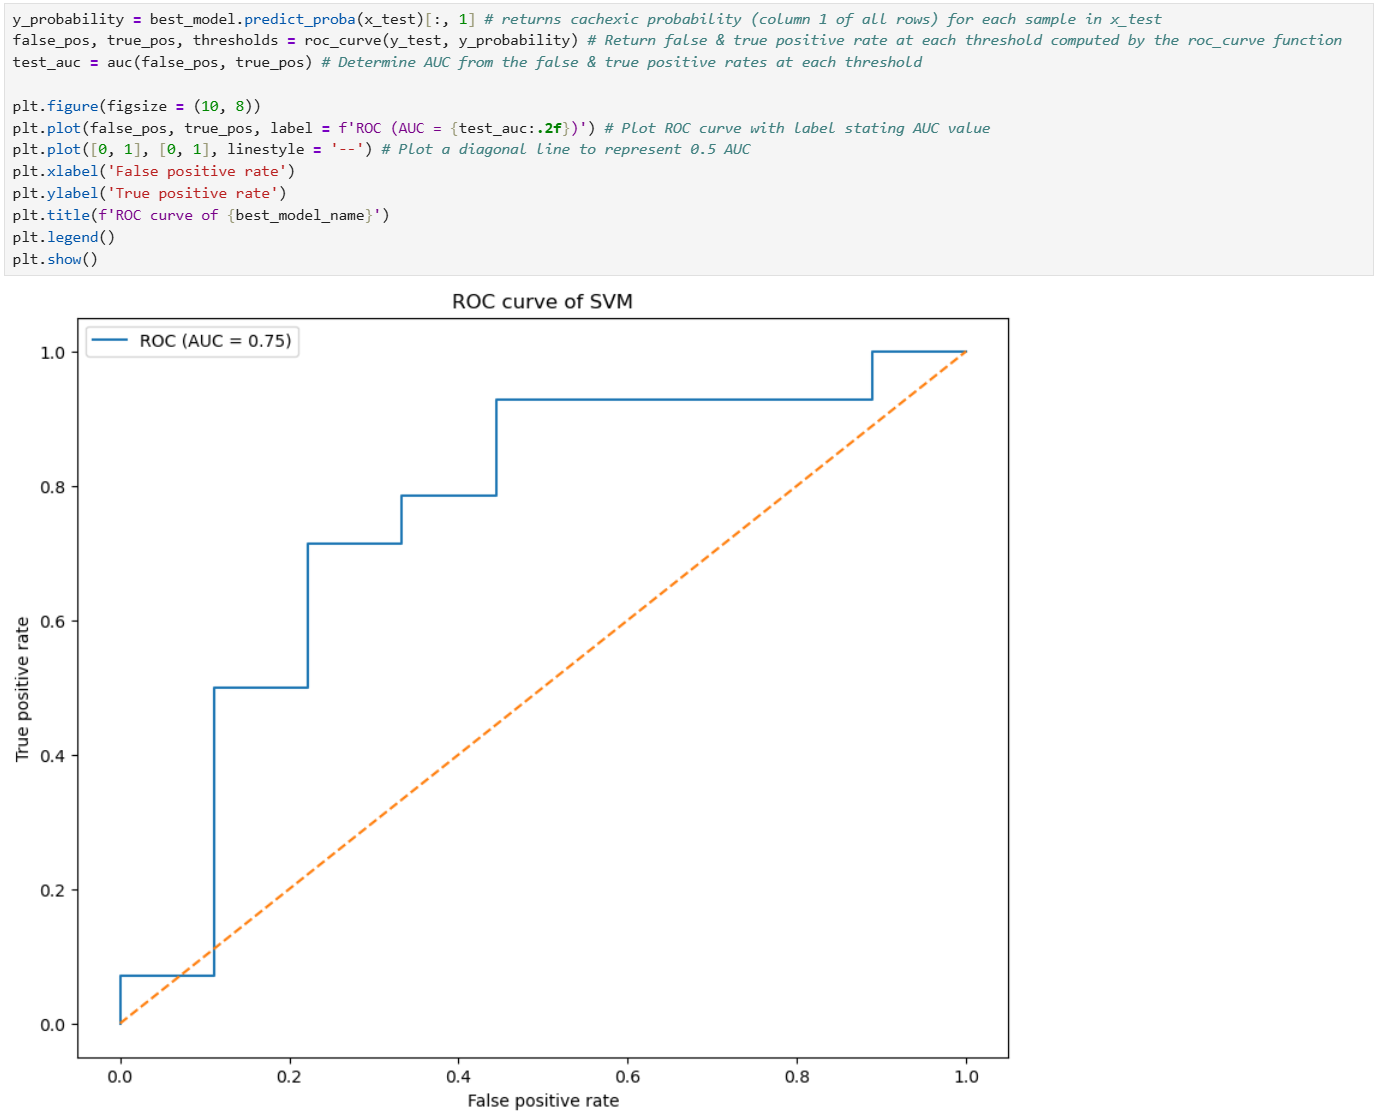 y_probability = best_model.predict_proba(x_test)[:, 1] # returns cachexic probability (column 1 of all rows) for each sample in x_test
false_pos, true_pos, thresholds = roc_curve(y_test, y_probability) # Return false & true positive rate at each threshold computed by the roc_curve function
test_auc = auc(false_pos, true_pos) # Determine AUC from the false & true positive rates at each threshold
plt.figure(figsize = (10, 8))
plt.plot(false_pos, true_pos, label = f'ROC (AUC = {test_auc:.2f})') # Plot ROC curve with label stating AUC value
plt.plot([0, 1], [0, 1], linestyle = '--') # Plot a diagonal line to represent 0.5 AUC
plt.xlabel('False positive rate')
plt.ylabel('True positive rate')
plt.title(f'ROC curve of {best_model_name}')
plt.legend()
plt.show()
ROC curve of SVM
ROC (AUC = 0.75)
1.0
0.8
0.6
0.4
0.2
0.0
True positive rate
0.0 0.2 0.4 0.6 0.8 1.0
False positive rate